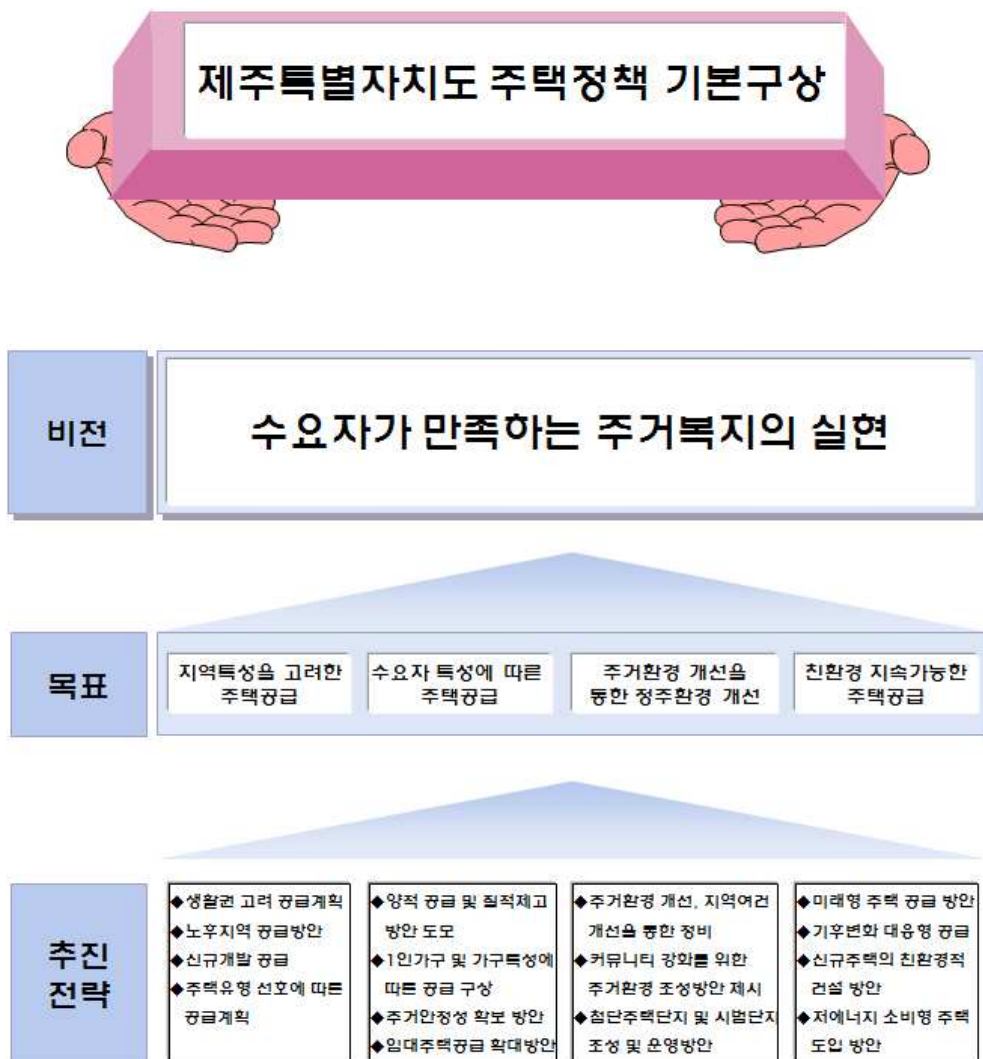 제주특별자치도 주택정책 기본구상
비전
수요자가 만족하는 주거복지의 실현
목표
지역특성을 고려한
주택공급
수요자 특성에 따른
주택공급
주거환경 개선을
통한 정주환경 개선
친환경 지속가능한
주택공급
추진
전략
◆생활권 고려 공급계획
◆노후지역 공급방안
◆신규개발 공급
◆주택유형 선호에 따른
공급계획
◆양적 공급 및 질적제고
방안 도모
◆1인가구 및 가구특성에
따른 공급 구상
◆주거안정성 확보 방안
◆임대주택공급 확대방안
◆주거환경 개선, 지역여건
개선을 통한 정비
◆커뮤니티 강화를 위한
주거환경 조성방안 제시
◆첨단주택단지 및 시범단지
조성 및 운영방안
◆미래형 주택 공급 방안
◆기후변화 대응형 공급
◆신규주택의 친환경적
건설 방안
◆저에너지 소비형 주택
도입 방안